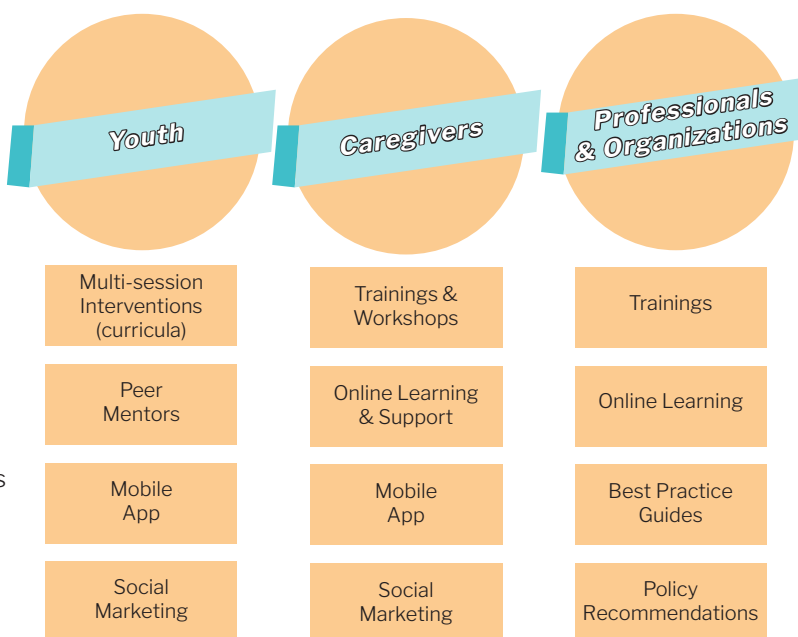 Youth
Multi-session
Interventions
(curricula)
Peer
Mentors
Mobile
App
Social
Marketing
Caregivers
Trainings &
Workshops
Online Learning
& Support
Mobile
App
Social
Marketing
Professionals
& Organizations
Trainings
Online Learning
Best Practice
Guides
Policy
Recommendations